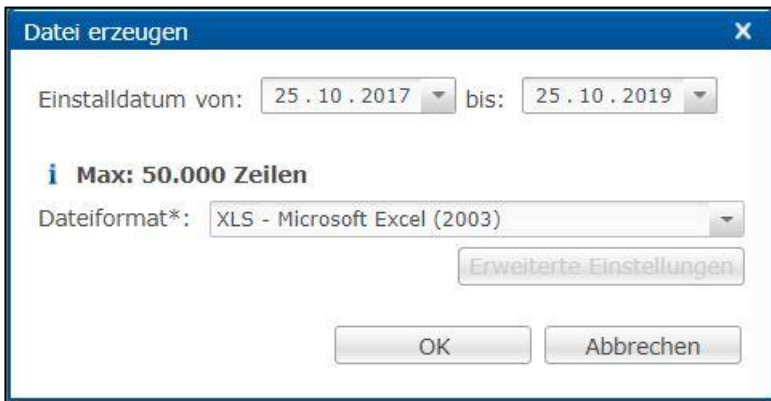 Datei erzeugen X
Einstalldatum von: 25.10.2017 bis: 25.10.2019
i Max: 50.000 Zeilen
Dateiformat*: XLS - Microsoft Excel (2003)
Erweiterte Einstellungen
OK Abbrechen